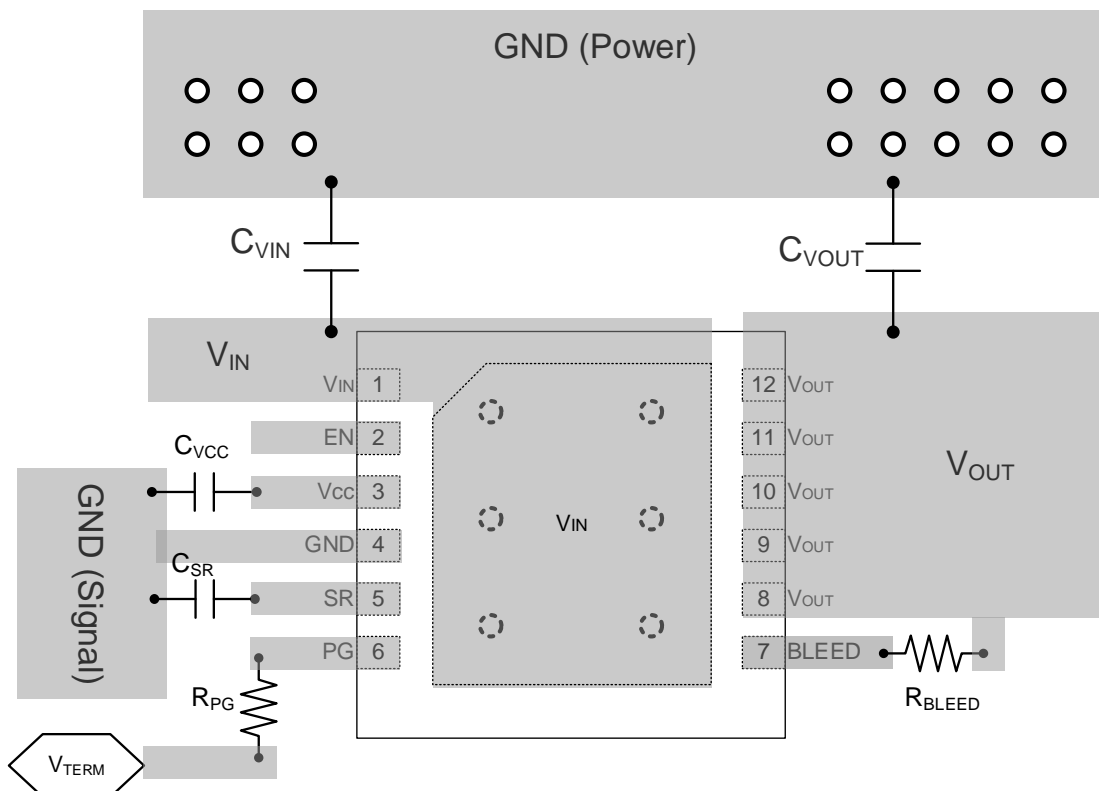 GND (Power)
CVIN
CVOUT
VIN
VIN 1
12 VOUT
EN 2
11 VOUT
CVCC
VOUT
Vcc 3
10 VOUT
GND (Signal)
VIN
GND 4
9 VOUT
CSR
SR 5
8 VOUT
PG 6
7 BLEED
RPG
RBLEED
VTERM